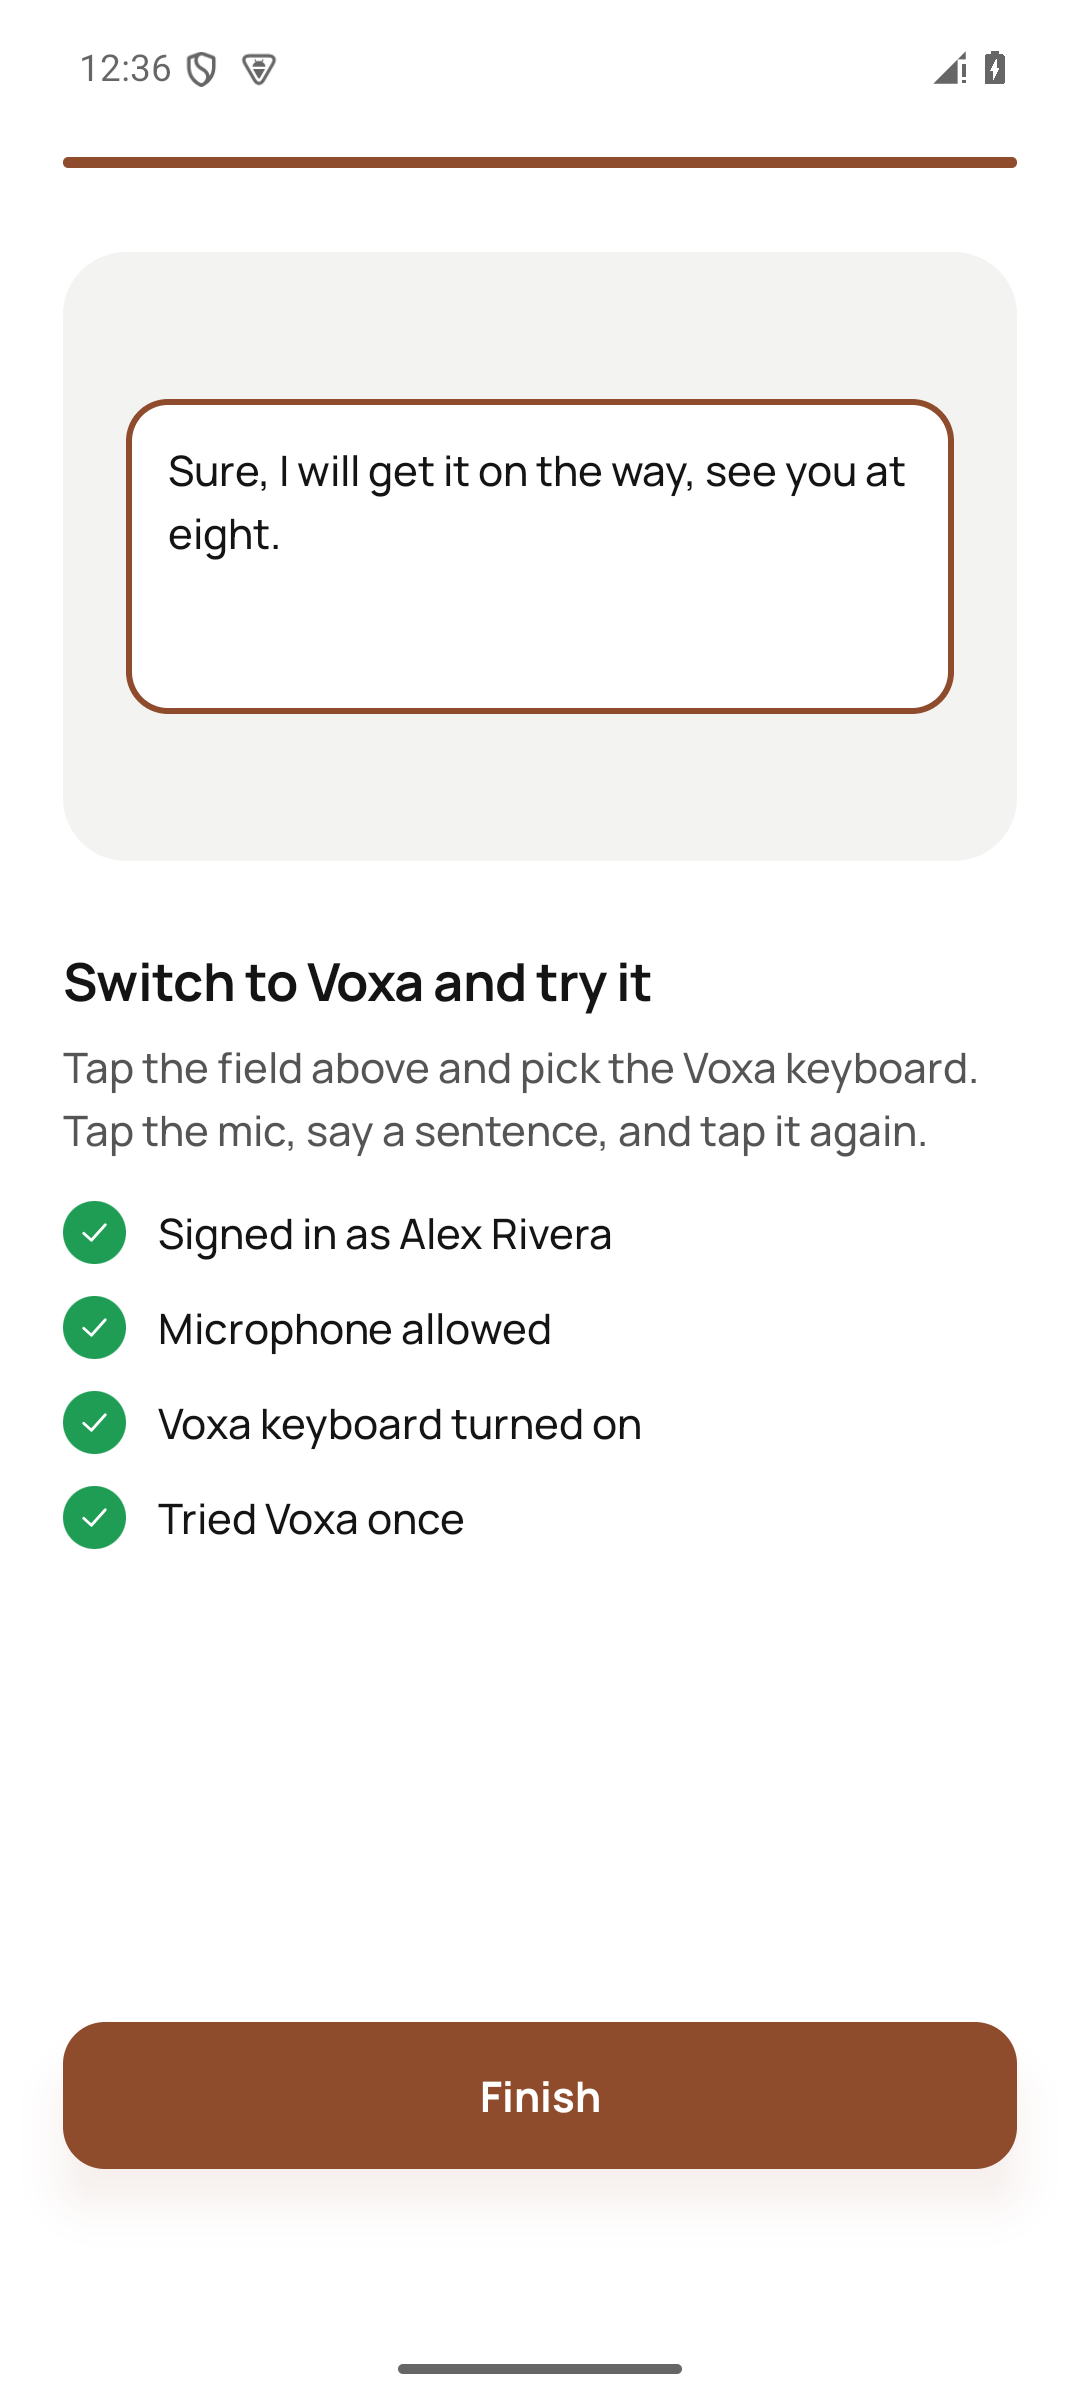 12:36
Sure, I will get it on the way, see you at
eight.
Switch to Voxa and try it
Tap the field above and pick the Voxa keyboard.
Tap the mic, say a sentence, and tap it again.
Signed in as Alex Rivera
Microphone allowed
Voxa keyboard turned on
Tried Voxa once
Finish